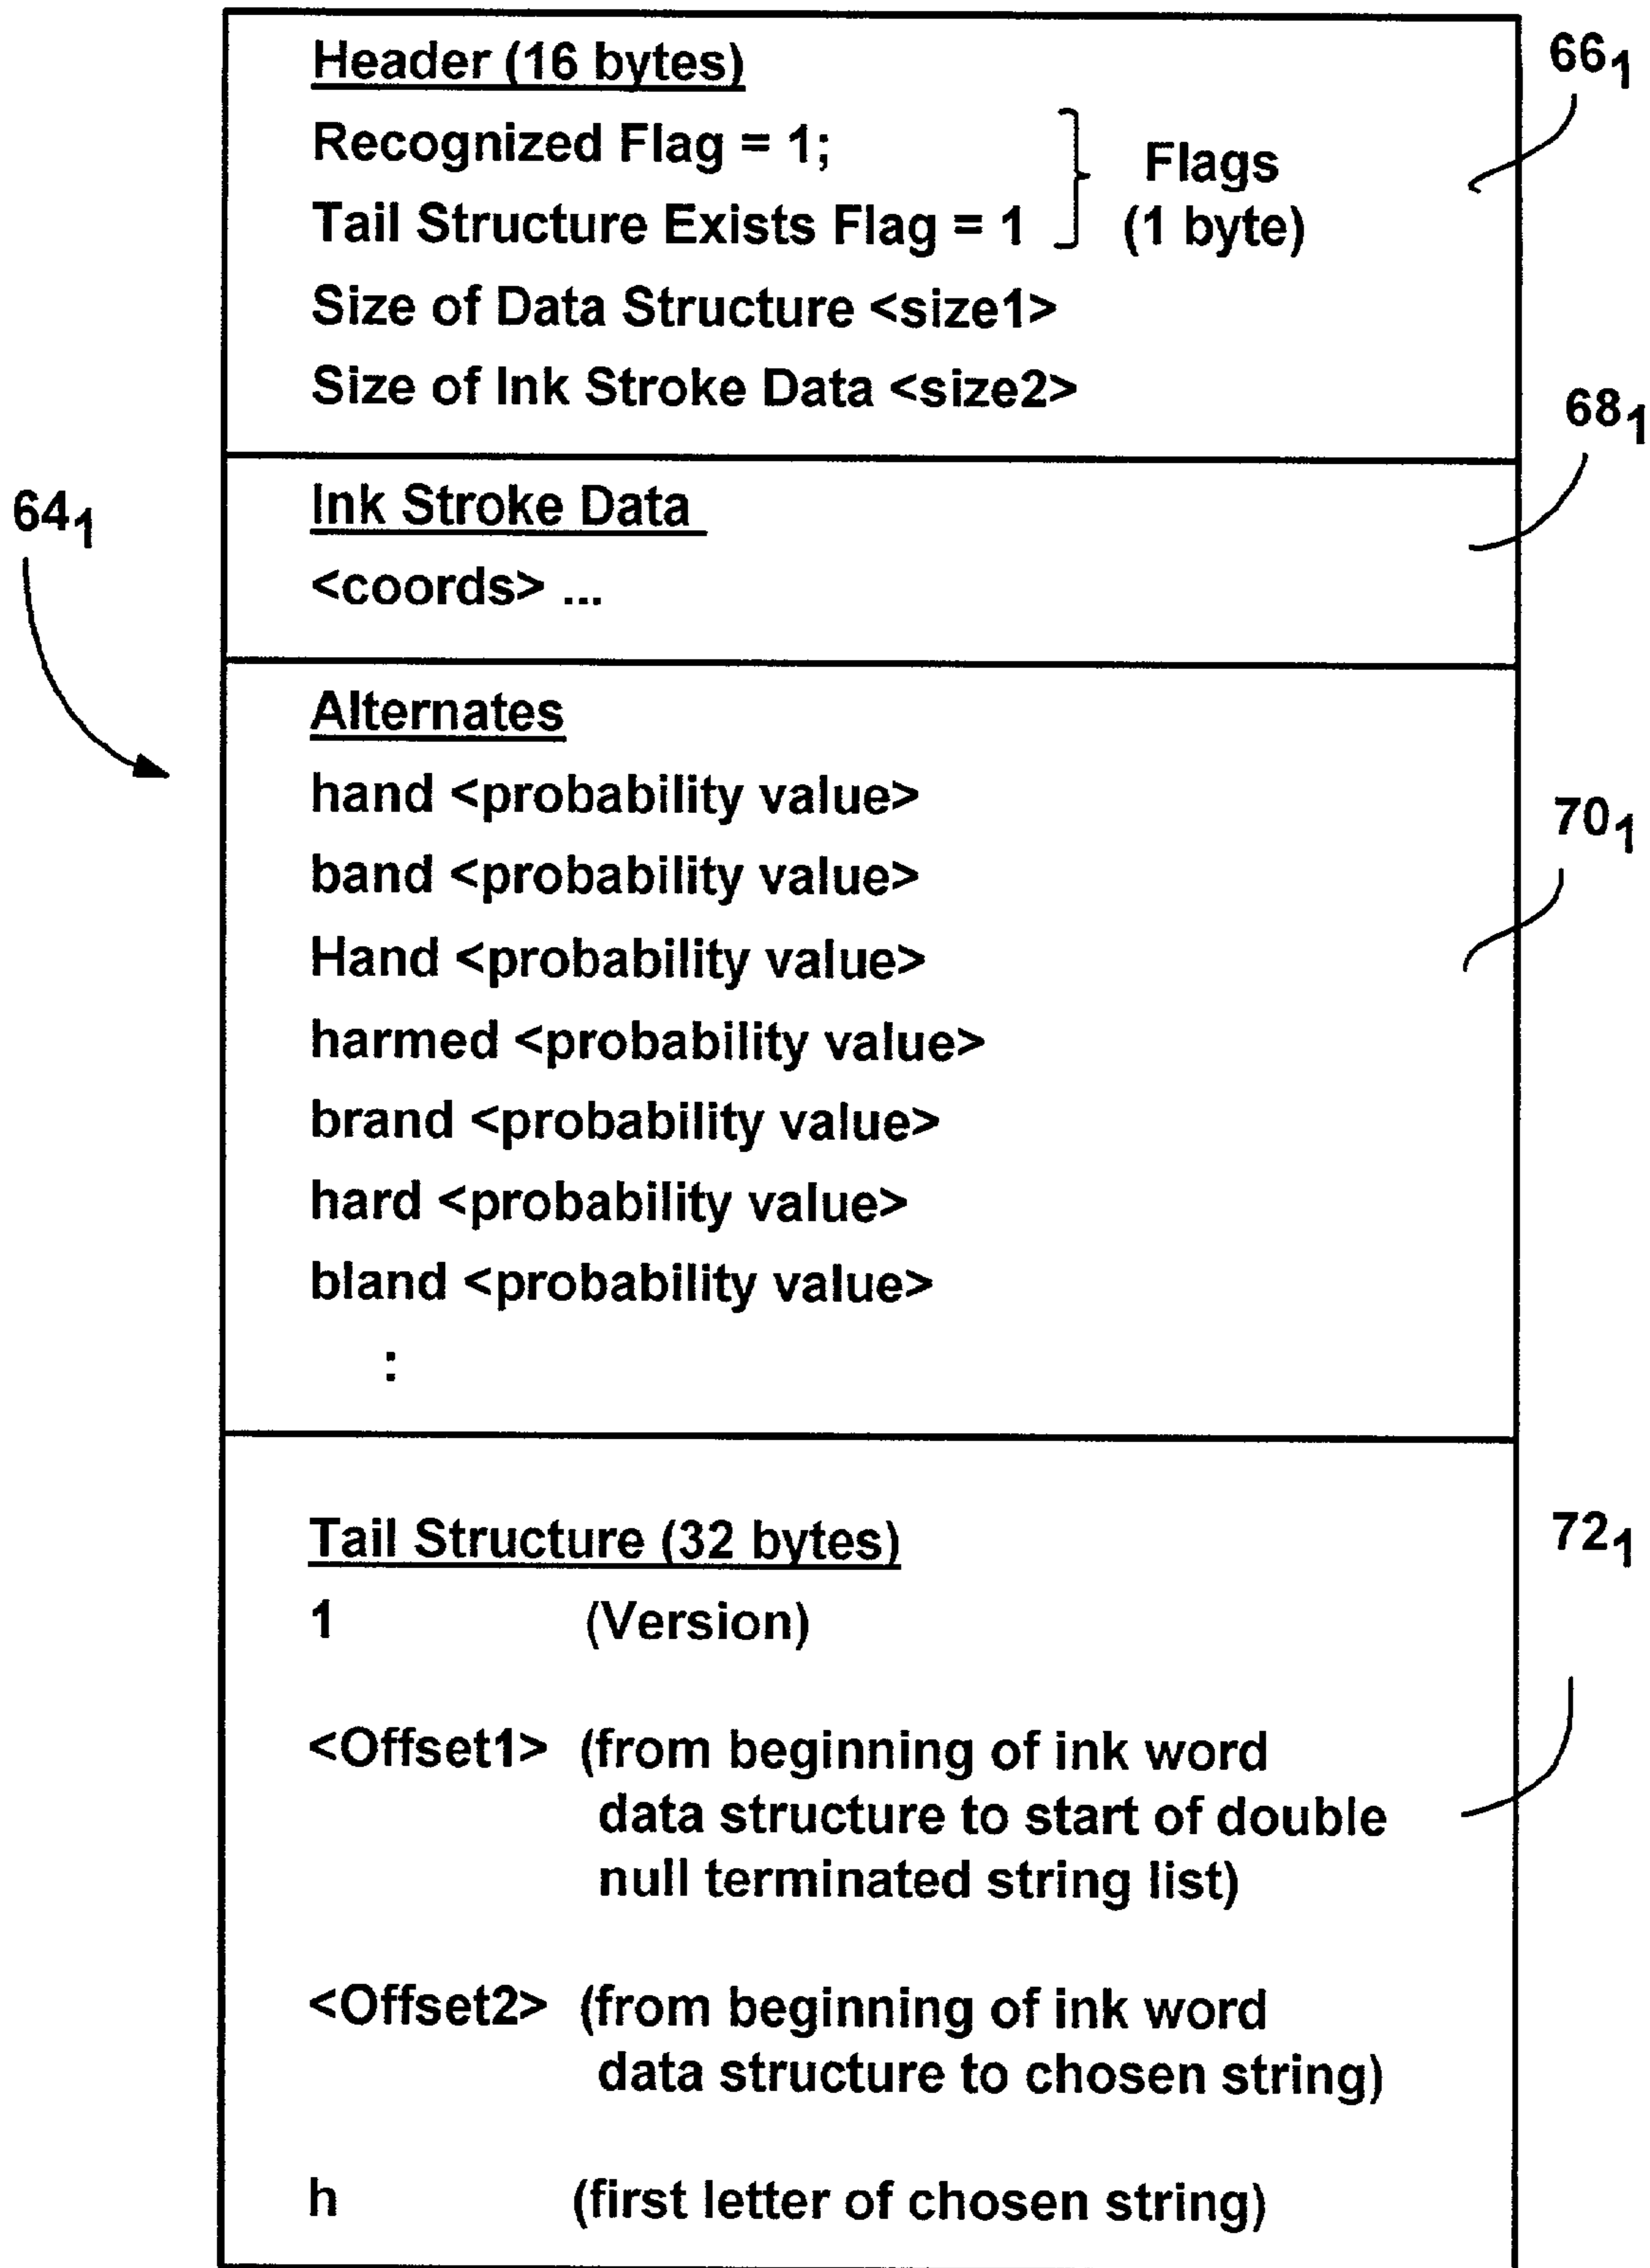 Header (16 bytes)
66₁
Recognized Flag = 1;
Flags
Tail Structure Exists Flag = 1
(1 byte)
Size of Data Structure <size1>
Size of Ink Stroke Data <size2>
68₁
64₁
Ink Stroke Data
<coords> ...
Alternates
hand <probability value>
70₁
band <probability value>
Hand <probability value>
harmed <probability value>
brand <probability value>
hard <probability value>
bland <probability value>
:
Tail Structure (32 bytes)
72₁
1 (Version)
<Offset1> (from beginning of ink word
data structure to start of double
null terminated string list)
<Offset2> (from beginning of ink word
data structure to chosen string)
h (first letter of chosen string)